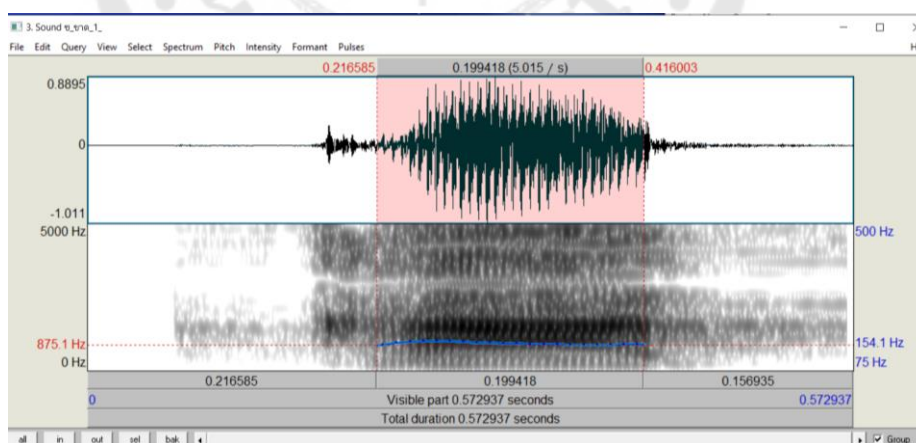 3. Sound ข_ขาด_1_
File Edit Query View Select Spectrum Pitch Intensity Formant Pulses H
0.216585 0.199418 (5.015 / s) 0.416003
0.8895
0
-1.011
5000 Hz 500 Hz
875.1 Hz 154.1 Hz
0 Hz 75 Hz
0.216585 0.199418 0.156935
0 Visible part 0.572937 seconds 0.572937
Total duration 0.572937 seconds
all in out sel bak Group